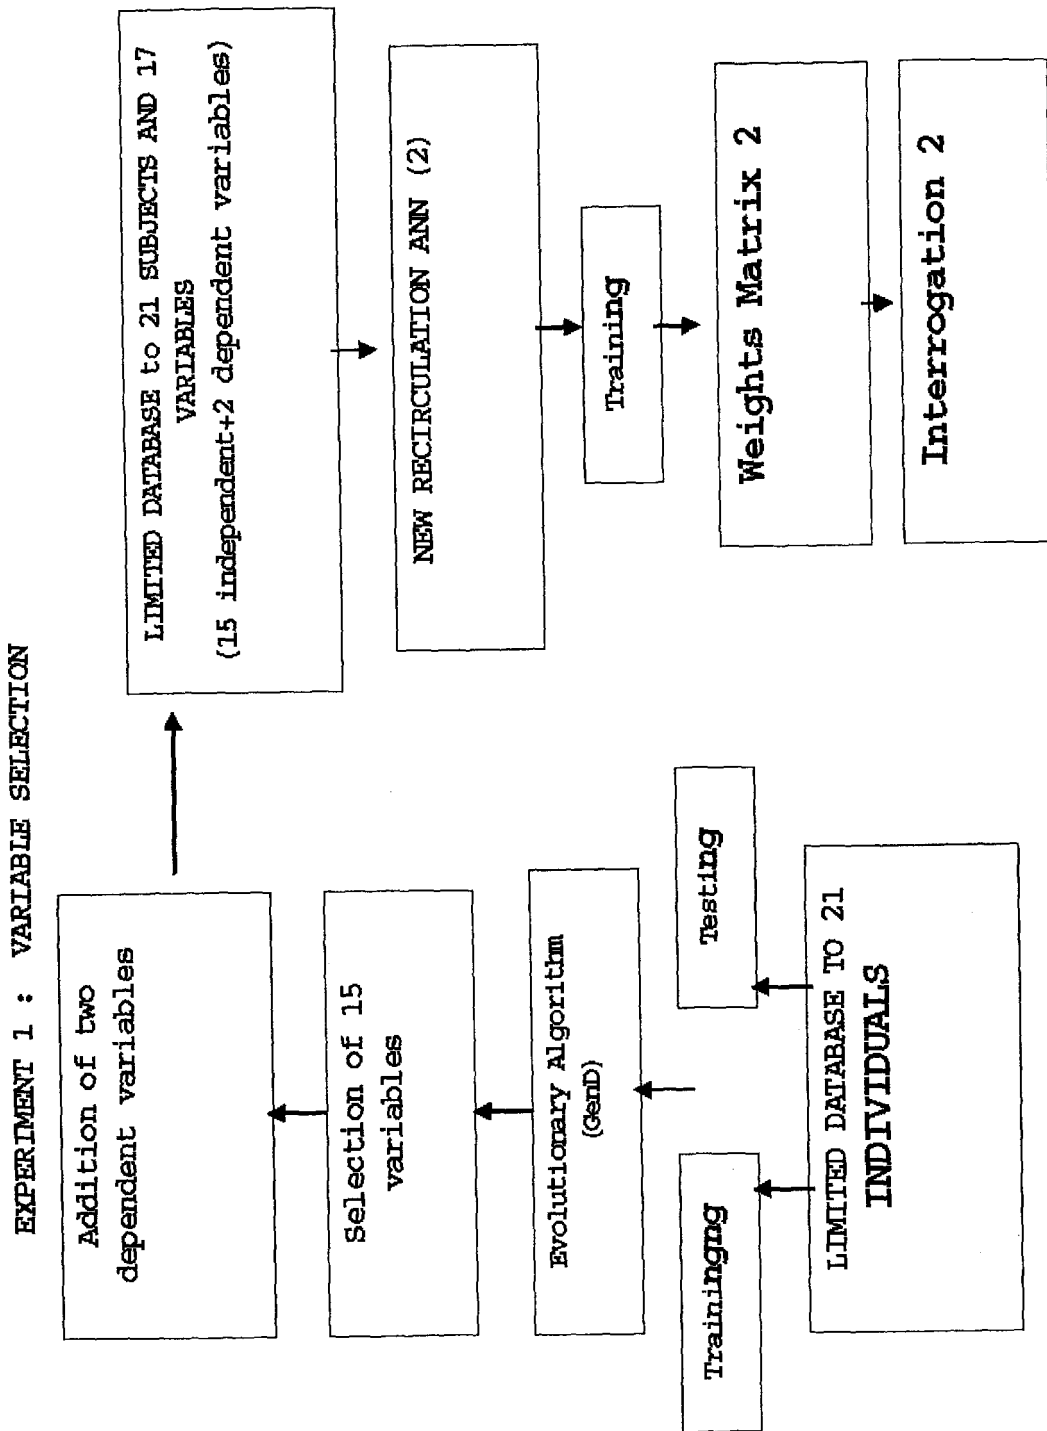 EXPERIMENT 1 : VARIABLE SELECTION
Addition of two
dependent variables
Selection of 15
variables
Evolutionary Algorithm
(GenD)
Trainingng
Testing
LIMITED DATABASE TO 21
INDIVIDUALS
LIMITED DATABASE to 21 SUBJECTS AND 17
VARIABLES
(15 independent+2 dependent variables)
NEW RECIRCULATION ANN (2)
Training
Weights Matrix 2
Interrogation 2